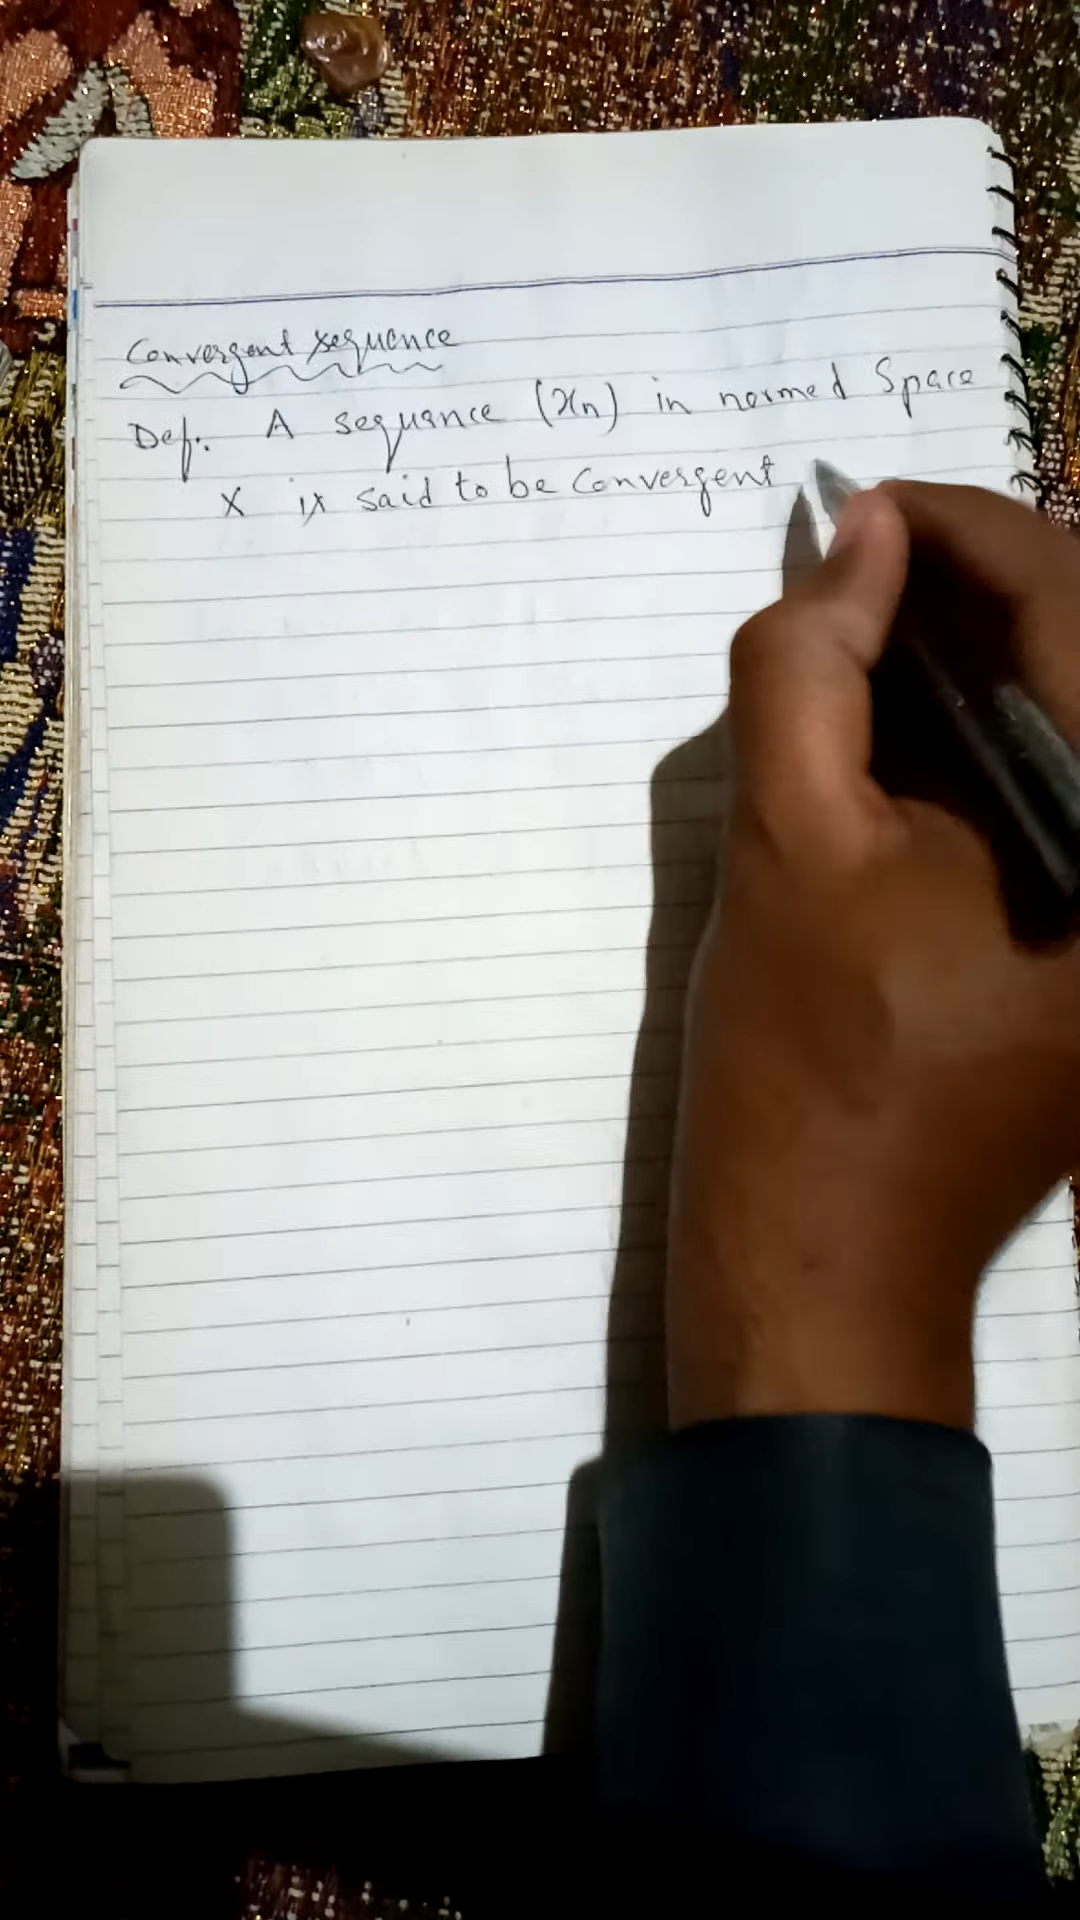 Convergent sequence
Def: A sequence (xn) in normed Space
X is said to be Convergent